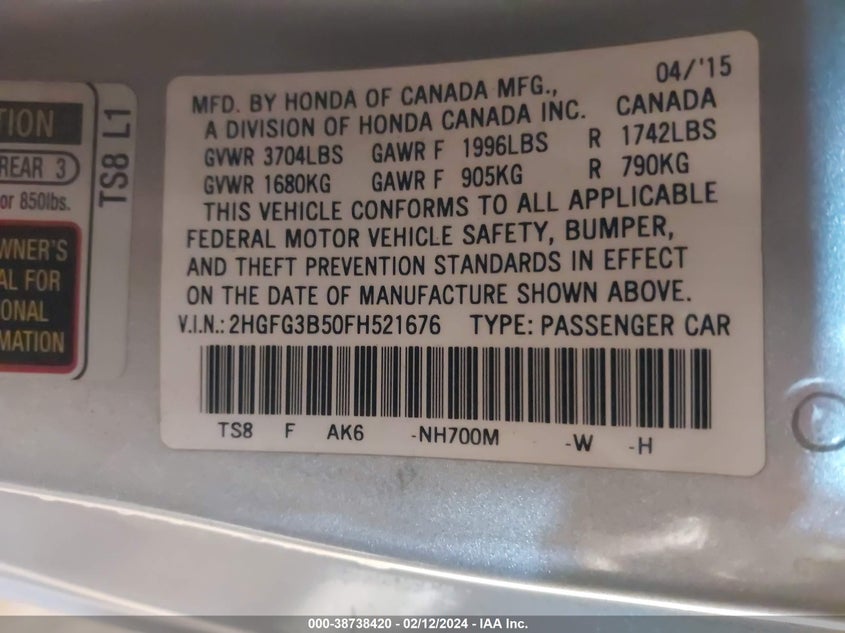 TION
REAR 3
or 850lbs.
WNER'S
AL FOR
ONAL
MATION
TS8 L1
04/'15
MFD. BY HONDA OF CANADA MFG.,
A DIVISION OF HONDA CANADA INC. CANADA
GVWR 3704LBS GAWR F 1996LBS R 1742LBS
GVWR 1680KG GAWR F 905KG R 790KG
THIS VEHICLE CONFORMS TO ALL APPLICABLE
FEDERAL MOTOR VEHICLE SAFETY, BUMPER,
AND THEFT PREVENTION STANDARDS IN EFFECT
ON THE DATE OF MANUFACTURE SHOWN ABOVE.
V.I.N.: 2HGFG3B50FH521676 TYPE: PASSENGER CAR
TS8 F AK6 -NH700M -W -H
000-38738420 - 02/12/2024 - IAA Inc.